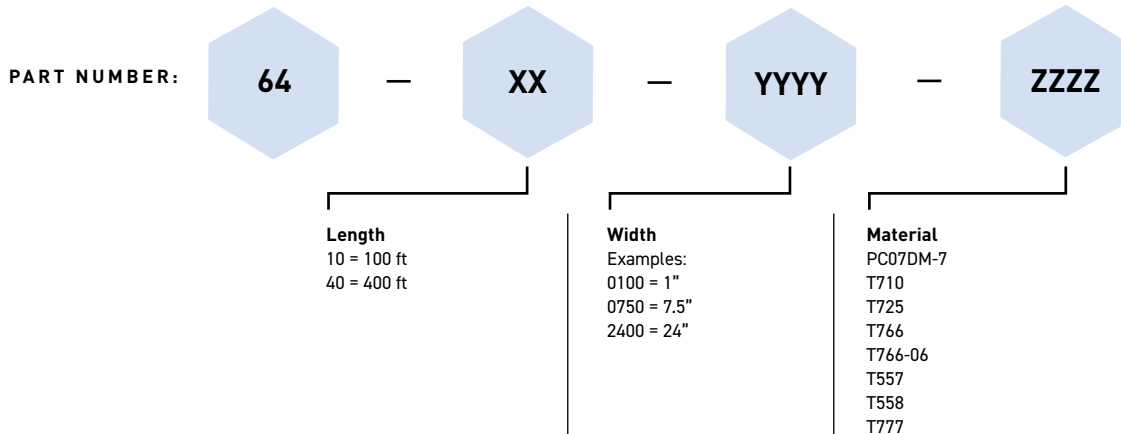 PART NUMBER: 64 — XX — YYYY — ZZZZ
Length
10 = 100 ft
40 = 400 ft
Width
Examples:
0100 = 1”
0750 = 7.5”
2400 = 24”
Material
PC07DM-7
T710
T725
T766
T766-06
T557
T558
T777